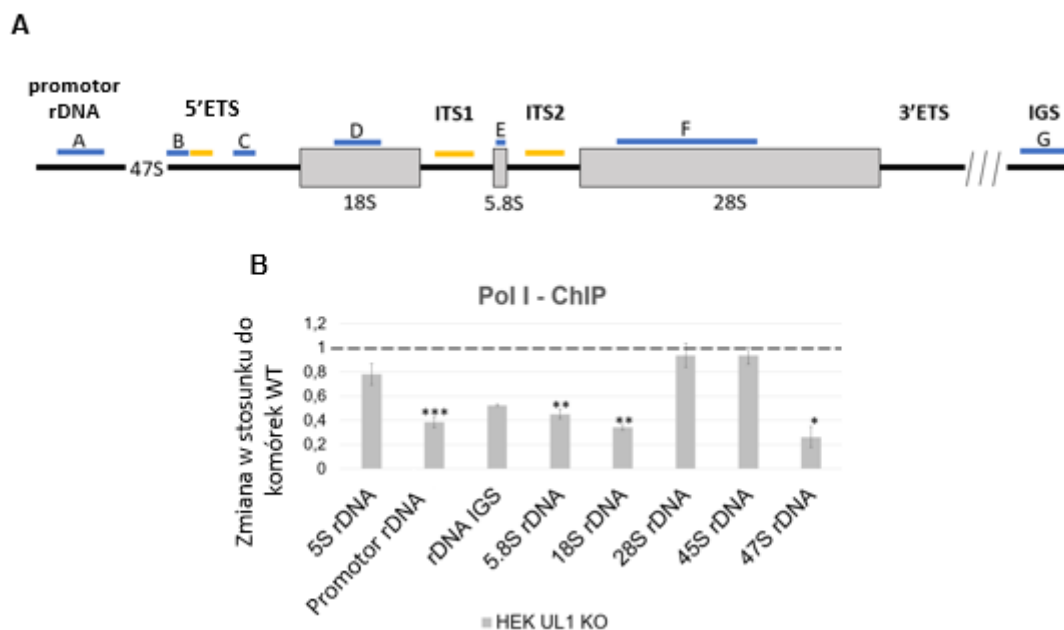 A
promotor
rDNA
5'ETS
ITS1
ITS2
3'ETS
IGS
A
B
C
D
E
F
G
47S
18S
5.8S
28S
B
Pol I - ChIP
Zmiana w stosunku do
komórek WT
1,2
1
0,8
0,6
0,4
0,2
0
***
**
**
*
5S rDNA
Promotor rDNA
rDNA IGS
5.8S rDNA
18S rDNA
28S rDNA
45S rDNA
47S rDNA
HEK UL1 KO